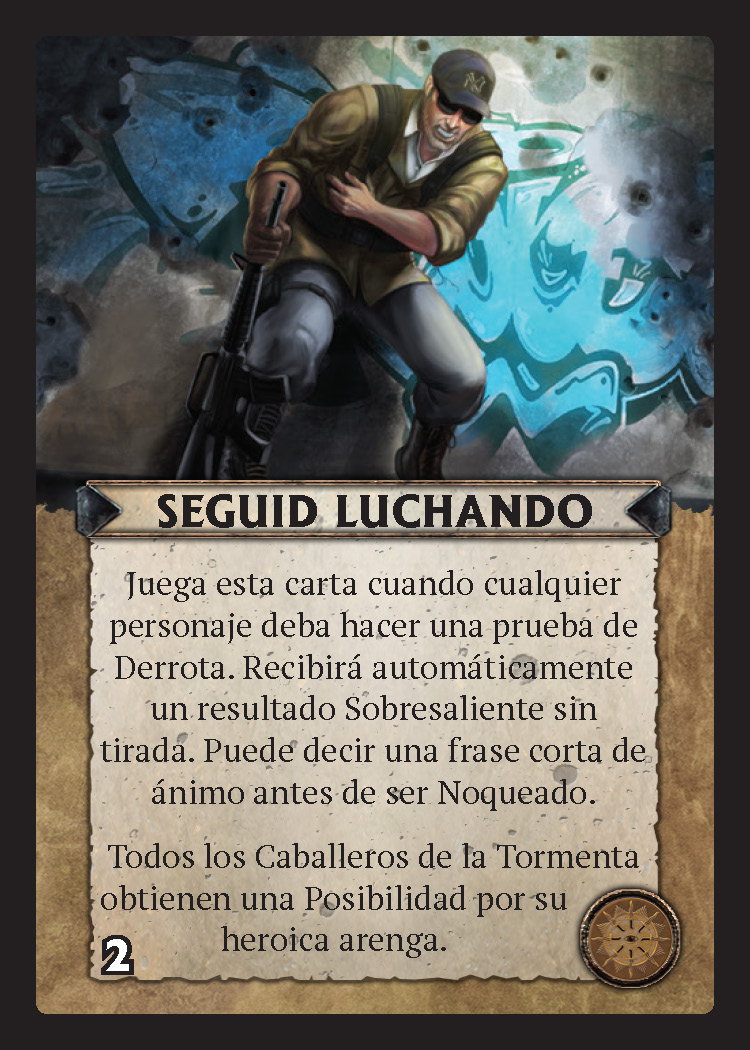 SEGUID LUCHANDO
Juega esta carta cuando cualquier
personaje deba hacer una prueba de
Derrota. Recibirá automáticamente
un resultado Sobresaliente sin
tirada. Puede decir una frase corta de
ánimo antes de ser Noqueado.
Todos los Caballeros de la Tormenta
obtienen una Posibilidad por su
heroica arenga.
2